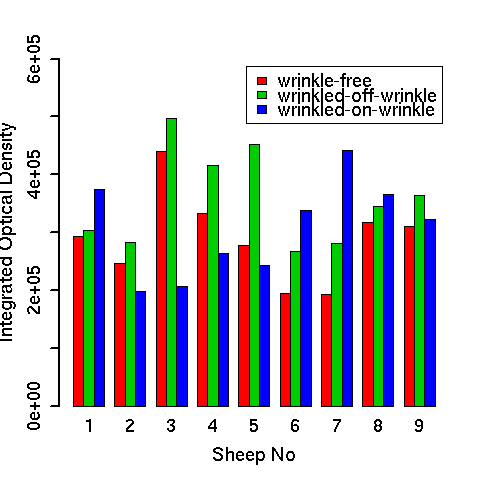 6e+05
4e+05
2e+05
0e+00
Integrated Optical Density
wrinkle-free
wrinkled-off-wrinkle
wrinkled-on-wrinkle
1 2 3 4 5 6 7 8 9
Sheep No